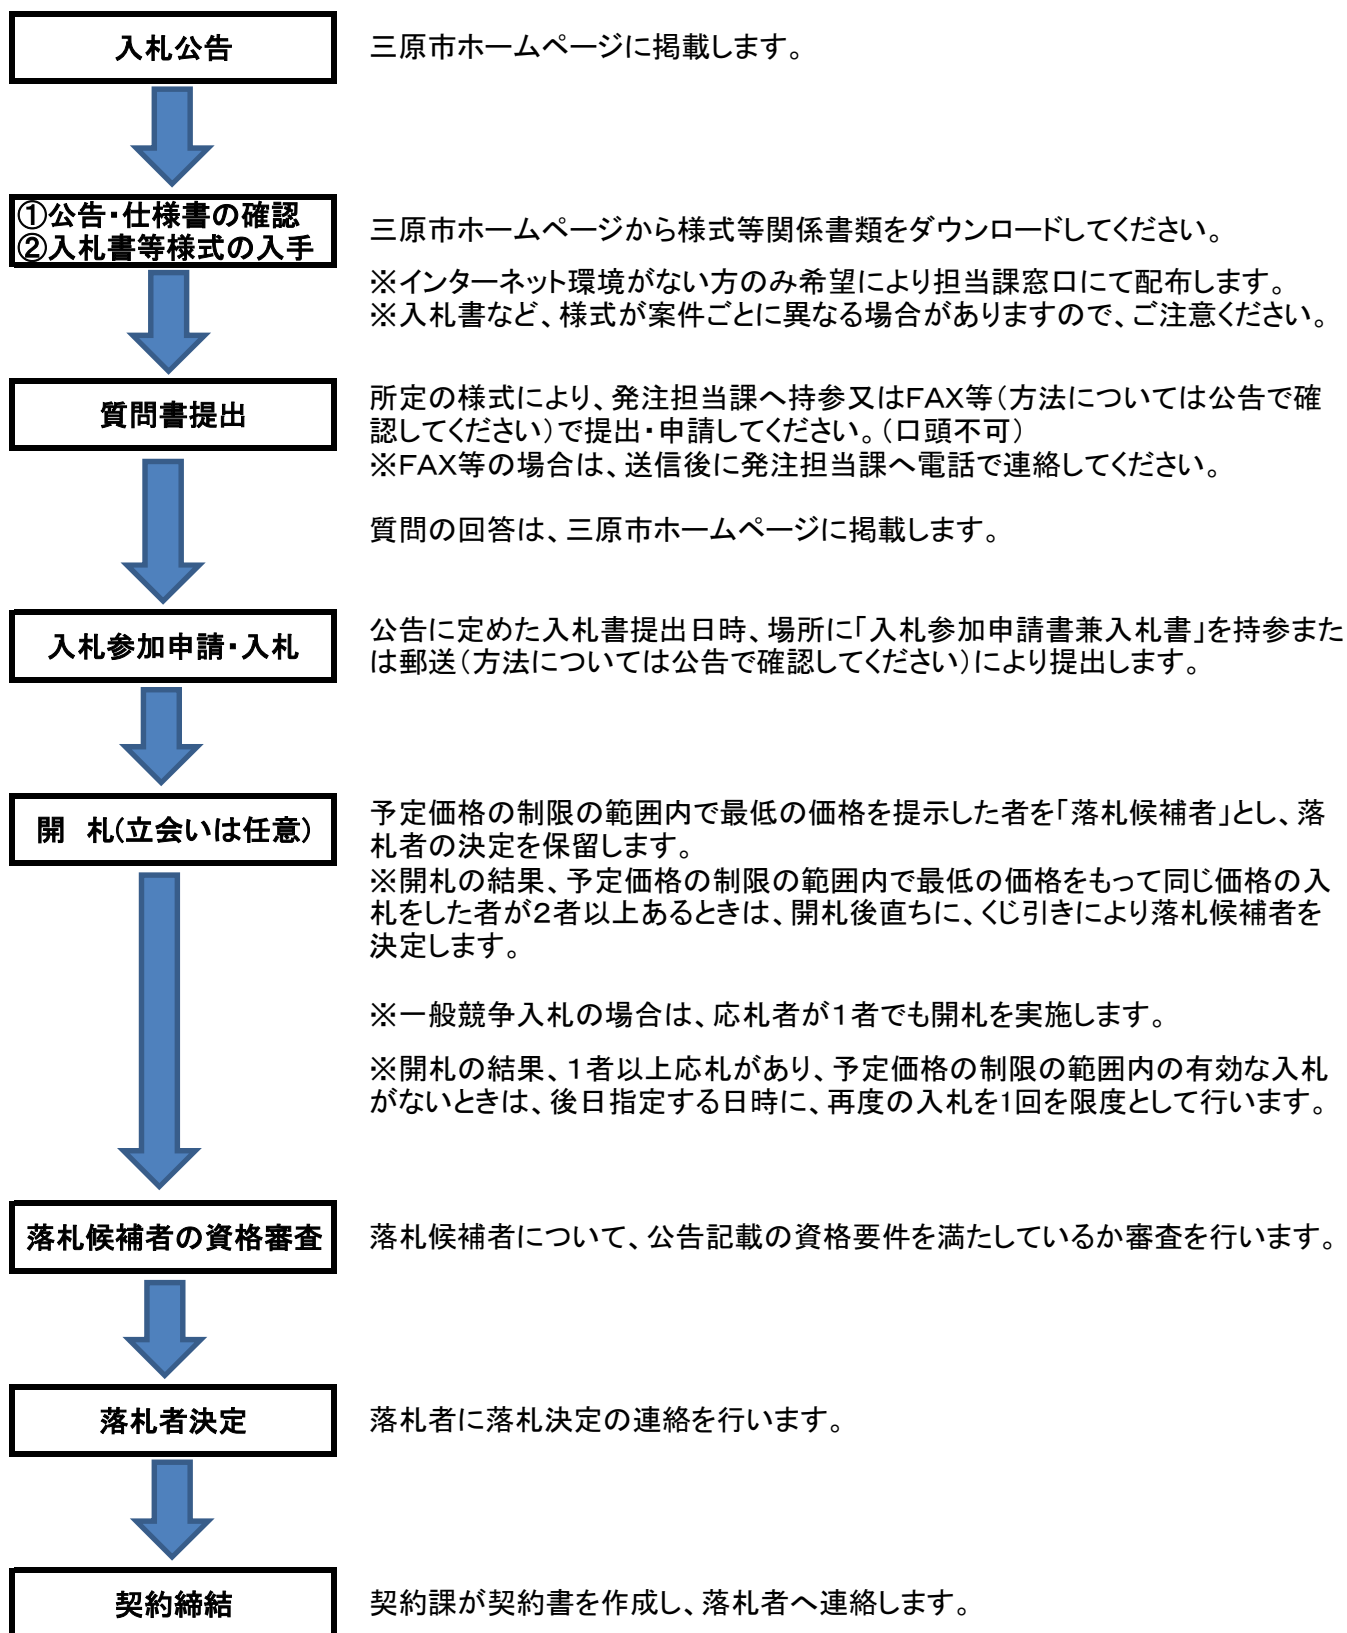 入札公告
三原市ホームページに掲載します。
①公告・仕様書の確認
②入札書等様式の入手
三原市ホームページから様式等関係書類をダウンロードしてください。
※インターネット環境がない方のみ希望により担当課窓口にて配布します。
※入札書など、様式が案件ごとに異なる場合がありますので、ご注意ください。
質問書提出
所定の様式により、発注担当課へ持参又はFAX等（方法については公告で確
認してください）で提出・申請してください。（口頭不可）
※FAX等の場合は、送信後に発注担当課へ電話で連絡してください。
質問の回答は、三原市ホームページに掲載します。
入札参加申請・入札
公告に定めた入札書提出日時、場所に「入札参加申請書兼入札書」を持参また
は郵送（方法については公告で確認してください）により提出します。
開　札(立会いは任意)
予定価格の制限の範囲内で最低の価格を提示した者を「落札候補者」とし、落
札者の決定を保留します。
※開札の結果、予定価格の制限の範囲内で最低の価格をもって同じ価格の入
札をした者が２者以上あるときは、開札後直ちに、くじ引きにより落札候補者を
決定します。
※一般競争入札の場合は、応札者が１者でも開札を実施します。
※開札の結果、１者以上応札があり、予定価格の制限の範囲内の有効な入札
がないときは、後日指定する日時に、再度の入札を1回を限度として行います。
落札候補者の資格審査
落札候補者について、公告記載の資格要件を満たしているか審査を行います。
落札者決定
落札者に落札決定の連絡を行います。
契約締結
契約課が契約書を作成し、落札者へ連絡します。